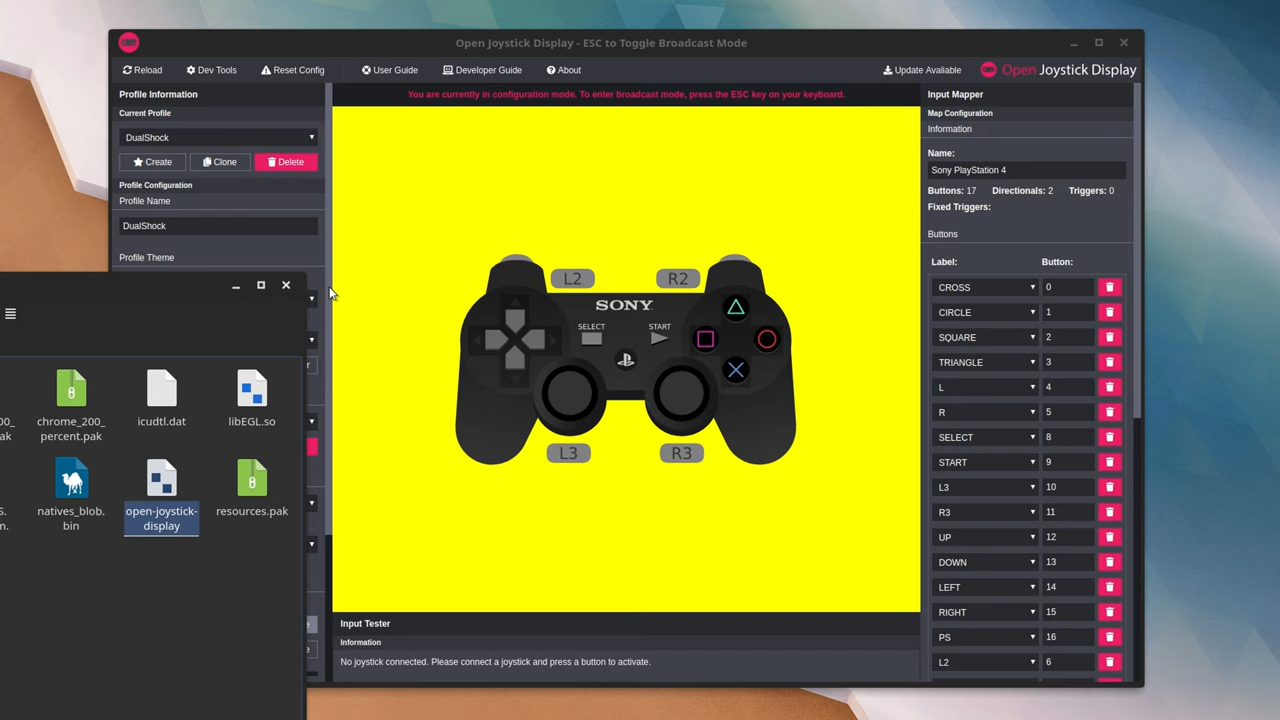 Open Joystick Display - ESC to Toggle Broadcast Mode
Reload
Dev Tools
Reset Config
User Guide
Developer Guide
About
Update Avaliable
Open Joystick Display
Profile Information
Current Profile
DualShock
Create
Clone
Delete
Profile Configuration
Profile Name
DualShock
Profile Theme
You are currently in configuration mode. To enter broadcast mode, press the ESC key on your keyboard.
L2
R2
SONY
SELECT
START
L3
R3
Input Tester
Information
No joystick connected. Please connect a joystick and press a button to activate.
Input Mapper
Map Configuration
Information
Name:
Sony PlayStation 4
Buttons: 17 Directionals: 2 Triggers: 0
Fixed Triggers:
Buttons
Label: Button:
CROSS 0
CIRCLE 1
SQUARE 2
TRIANGLE 3
L 4
R 5
SELECT 8
START 9
L3 10
R3 11
UP 12
DOWN 13
LEFT 14
RIGHT 15
PS 16
L2 6
00_
ak
chrome_200_
percent.pak
icudtl.dat
libEGL.so
S.
m.
natives_blob.
bin
open-joystick-
display
resources.pak